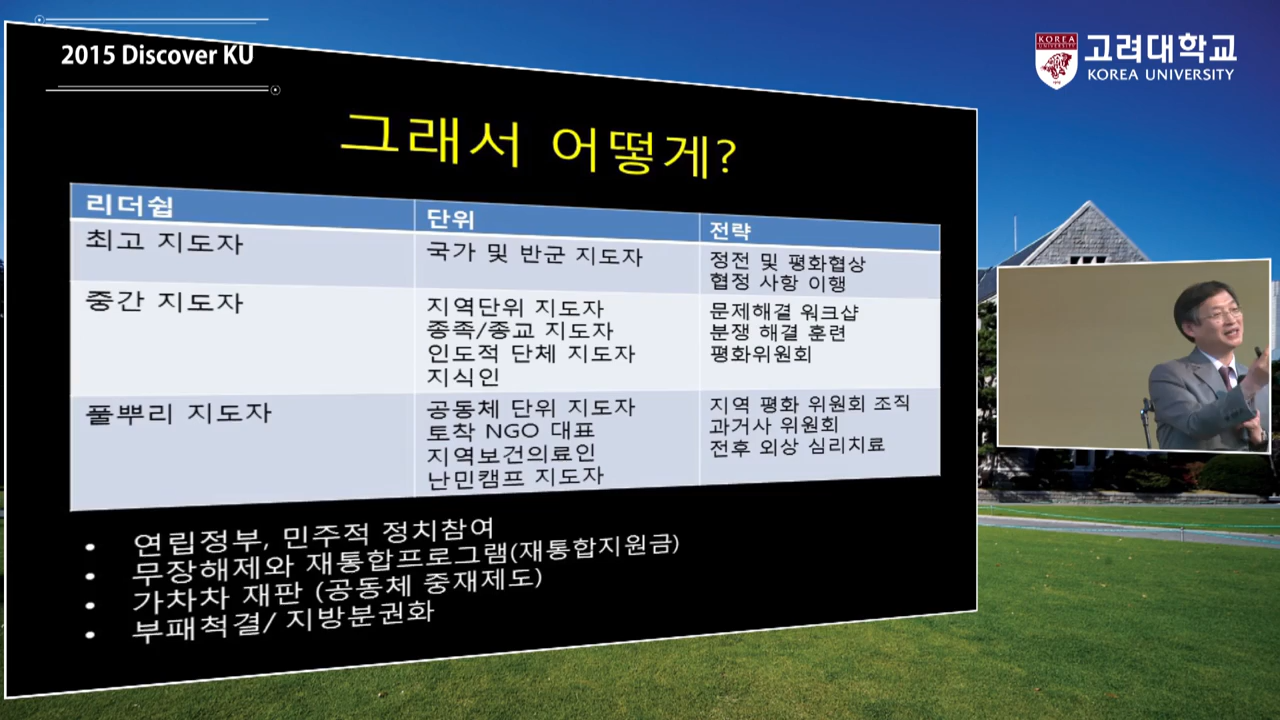 2015 Discover KU
KOREA
UNIVERSITY
고려대학교
KOREA UNIVERSITY
그래서 어떻게?
리더쉽 단위 전략
최고 지도자
국가 및 반군 지도자
정전 및 평화협상
협정 사항 이행
중간 지도자
지역단위 지도자
종족/종교 지도자
인도적 단체 지도자
지식인
문제해결 워크샵
분쟁 해결 훈련
평화위원회
풀뿌리 지도자
공동체 단위 지도자
토착 NGO 대표
지역보건의료인
난민캠프 지도자
지역 평화 위원회 조직
과거사 위원회
전후 외상 심리치료
• 연립정부, 민주적 정치참여
• 무장해제와 재통합프로그램(재통합지원금)
• 가차차 재판 (공동체 중재제도)
• 부패척결/ 지방분권화